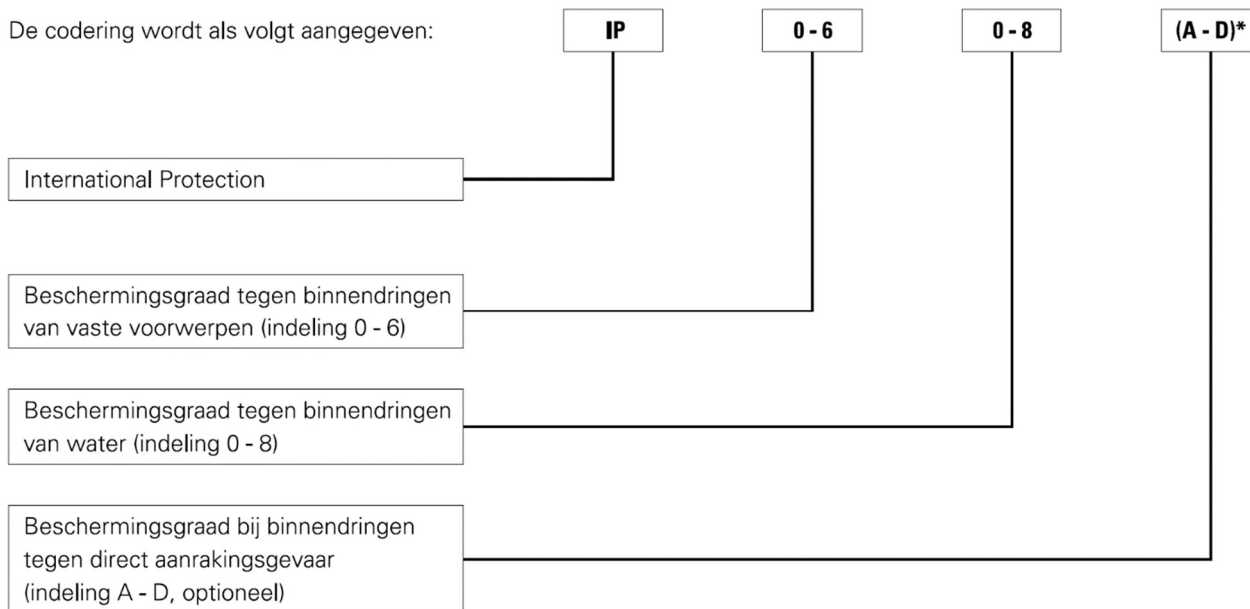 De codering wordt als volgt aangegeven:
IP
0 - 6
0 - 8
(A - D)*
International Protection
Beschermingsgraad tegen binnendringen
van vaste voorwerpen (indeling 0 - 6)
Beschermingsgraad tegen binnendringen
van water (indeling 0 - 8)
Beschermingsgraad bij binnendringen
tegen direct aanrakingsgevaar
(indeling A - D, optioneel)